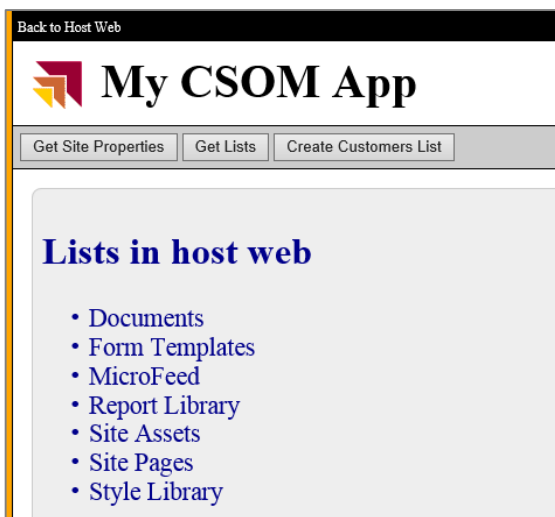 Back to Host Web
My CSOM App
Get Site Properties Get Lists Create Customers List
Lists in host web
• Documents
• Form Templates
• MicroFeed
• Report Library
• Site Assets
• Site Pages
• Style Library